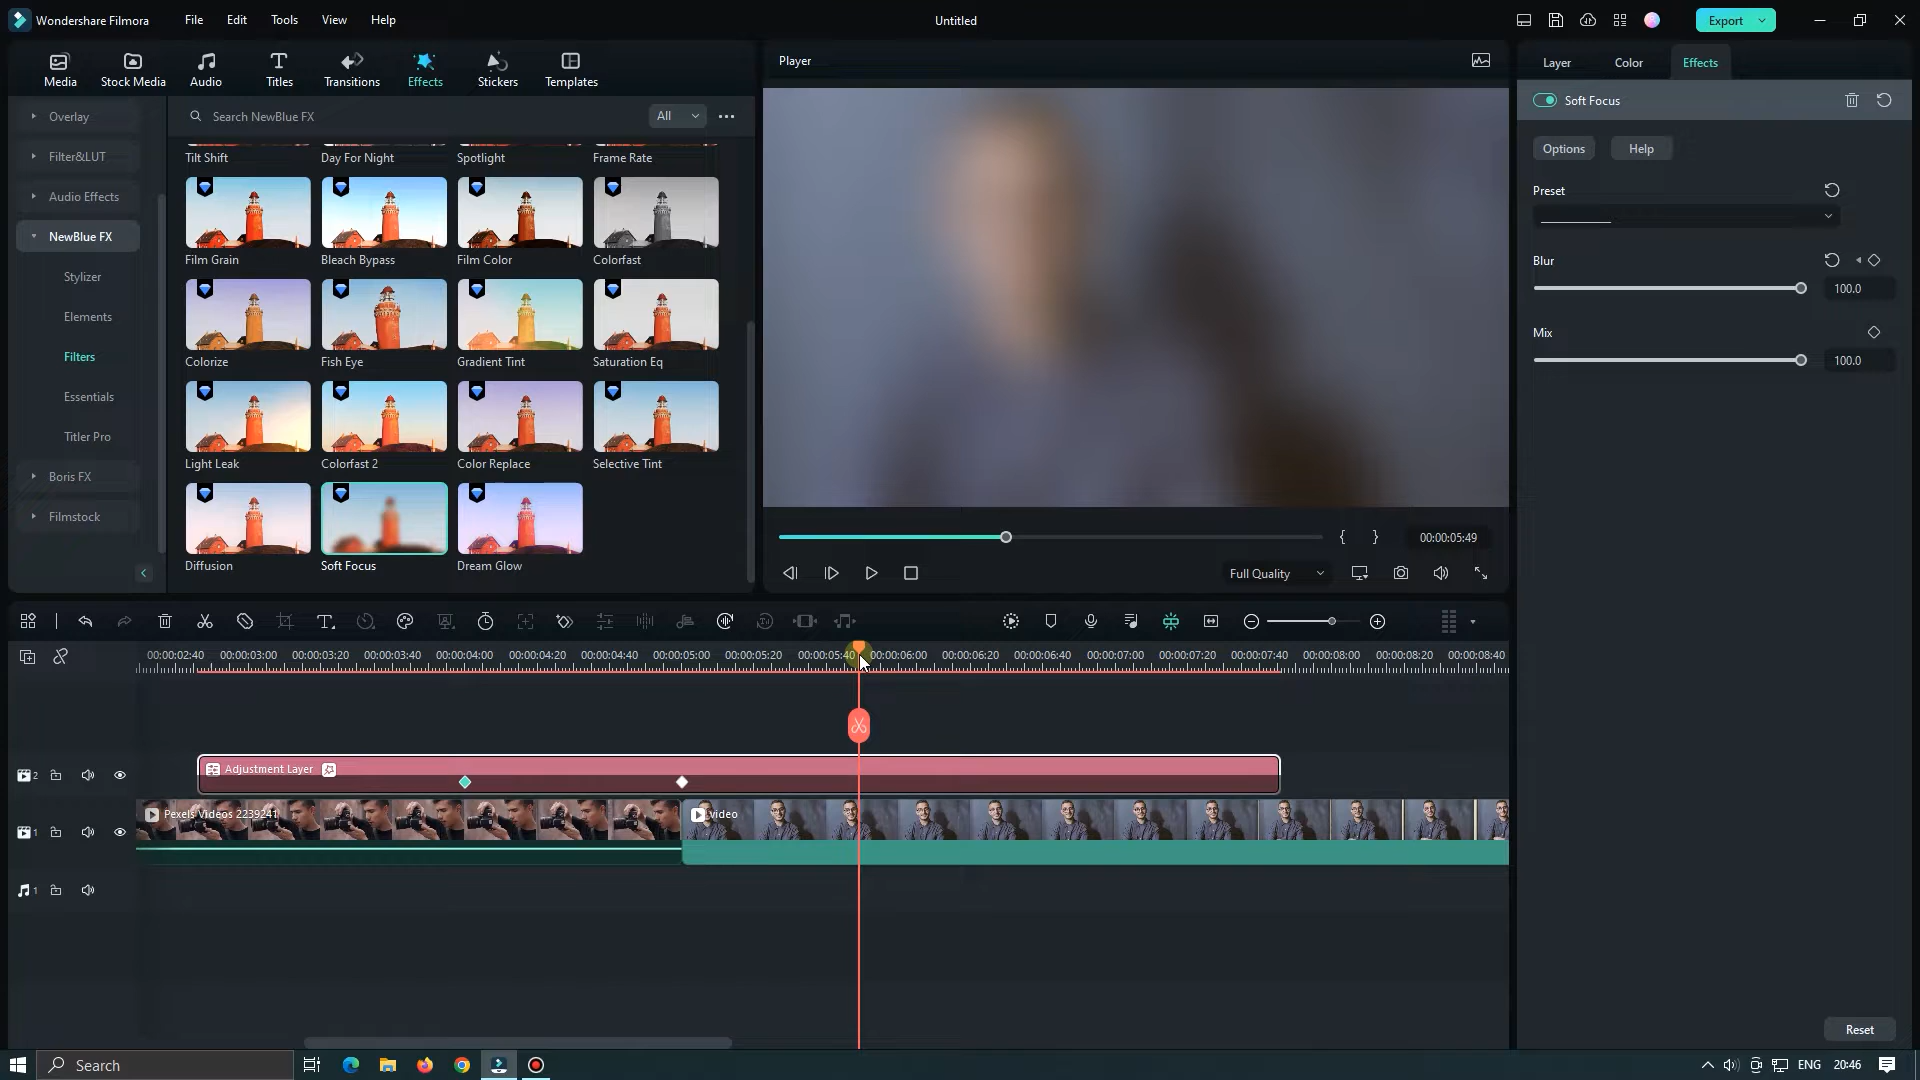 Wondershare Filmora
File
Edit
Tools
View
Help
Untitled
Export
Media
Stock Media
Audio
Titles
Transitions
Effects
Stickers
Templates
Player
Layer
Color
Effects
Overlay
Filter&LUT
Audio Effects
NewBlue FX
Stylizer
Elements
Filters
Essentials
Titler Pro
Boris FX
Filmstock
Search NewBlue FX
All
Tilt Shift
Day For Night
Spotlight
Frame Rate
Film Grain
Bleach Bypass
Film Color
Colorfast
Colorize
Fish Eye
Gradient Tint
Saturation Eq
Light Leak
Colorfast 2
Color Replace
Selective Tint
Diffusion
Soft Focus
Dream Glow
00:00:05:49
Full Quality
Soft Focus
Options
Help
Preset
Blur
100.0
Mix
100.0
Reset
00:00:02:40
00:00:03:00
00:00:03:20
00:00:03:40
00:00:04:00
00:00:04:20
00:00:04:40
00:00:05:00
00:00:05:20
00:00:05:40
00:00:06:00
00:00:06:20
00:00:06:40
00:00:07:00
00:00:07:20
00:00:07:40
00:00:08:00
00:00:08:20
00:00:08:40
2
Adjustment Layer
1
Pexels Videos 2239241
video
1
Search
ENG
20:46